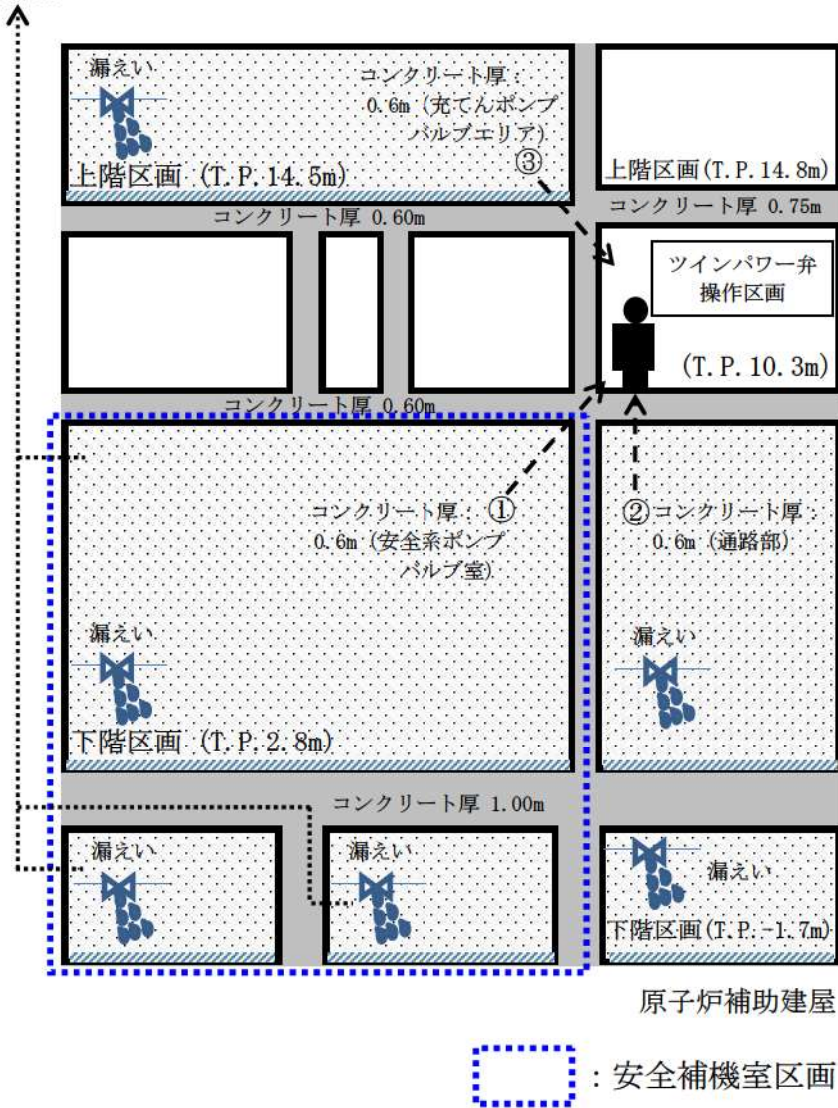 漏えい
コンクリート厚:
0.6m (充てんポンプ
バルブエリア)
③
上階区画 (T.P.14.5m)
上階区画(T.P.14.8m)
コンクリート厚 0.60m
コンクリート厚 0.75m
ツインパワー弁
操作区画
(T.P.10.3m)
コンクリート厚 0.60m
コンクリート厚: ①
0.6m (安全系ポンプ
バルブ室)
②コンクリート厚:
0.6m (通路部)
漏えい
漏えい
下階区画 (T.P.2.8m)
コンクリート厚 1.00m
漏えい
漏えい
漏えい
下階区画(T.P.-1.7m)
原子炉補助建屋
:安全補機室区画